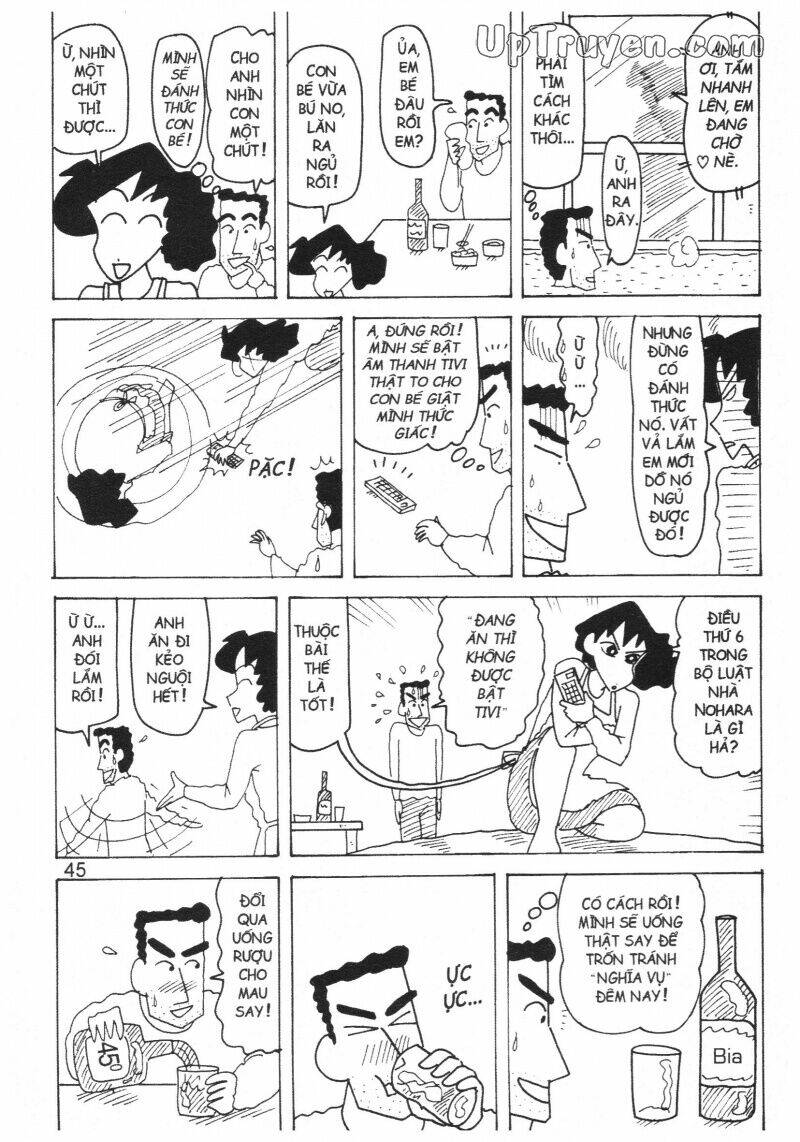 UpTruyen.com
ANH
ƠI, TẮM
NHANH
LÊN, EM
ĐANG
CHỜ
♡ NÈ.
PHẢI
TÌM
CÁCH
KHÁC
THÔI...
Ừ,
ANH
RA
ĐÂY.
ỦA,
EM
BÉ
ĐÂU
RỒI
EM?
CON
BÉ VỪA
BÚ NO,
LĂN
RA
NGỦ
RỒI!
CHO
ANH
NHÌN
CON
MỘT
CHÚT!
MÌNH
SẼ
ĐÁNH
THỨC
CON
BÉ!
Ừ, NHÌN
MỘT
CHÚT
THÌ
ĐƯỢC...
NHƯNG
ĐỪNG
CÓ
ĐÁNH
THỨC
NÓ. VẤT
VẢ LẮM
EM MỚI
DỖ NÓ
NGỦ
ĐƯỢC
ĐÓ!
Ừ
Ừ...
A, ĐÚNG RỒI!
MÌNH SẼ BẬT
ÂM THANH TIVI
THẬT TO CHO
CON BÉ GIẬT
MÌNH THỨC
GIẤC!
PẶC!
ĐIỀU
THỨ 6
TRONG
BỘ LUẬT
NHÀ
NOHARA
LÀ GÌ
HẢ?
"ĐANG
ĂN THÌ
KHÔNG
ĐƯỢC
BẬT
TIVI"
THUỘC
BÀI
THẾ
LÀ
TỐT!
ANH
ĂN ĐI
KẺO
NGUỘI
HẾT!
Ừ Ừ...
ANH
ĐÓI
LẮM
RỒI!
CÓ CÁCH RỒI!
MÌNH SẼ UỐNG
THẬT SAY ĐỂ
TRỐN TRÁNH
"NGHĨA VỤ"
ĐÊM NAY!
Bia
ỰC
ỰC...
ĐỔI
QUA
UỐNG
RƯỢU
CHO
MAU
SAY!
45°
45